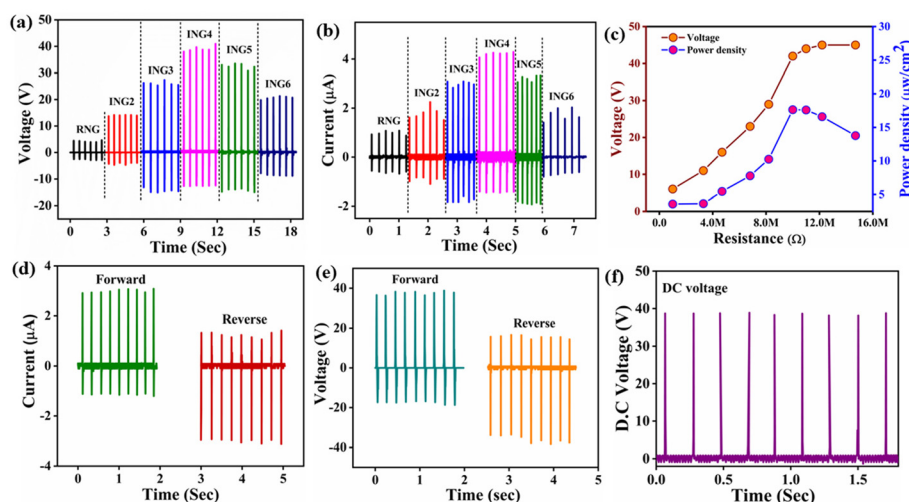 (a)
Voltage (V)
50
40
30
20
10
0
-10
-20
RNG
ING2
ING3
ING4
ING5
ING6
0 3 6 9 12 15 18
Time (Sec)
(b)
Current (μA)
4
2
0
-2
RNG
ING2
ING3
ING4
ING5
ING6
0 1 2 3 4 5 6 7
Time (Sec)
(c)
Voltage (V)
50
40
30
20
10
0
Voltage
Power density
Power density (μw/cm²)
30
25
20
15
10
5
0.0 4.0M 8.0M 12.0M 16.0M
Resistance (Ω)
(d)
Current (μA)
4
2
0
-2
-4
Forward
Reverse
0 1 2 3 4 5
Time (Sec)
(e)
Voltage (V)
40
20
0
-20
-40
Forward
Reverse
0 1 2 3 4 5
Time (Sec)
(f)
D.C Voltage (V)
50
40
30
20
10
0
DC voltage
0.0 0.5 1.0 1.5
Time (Sec)